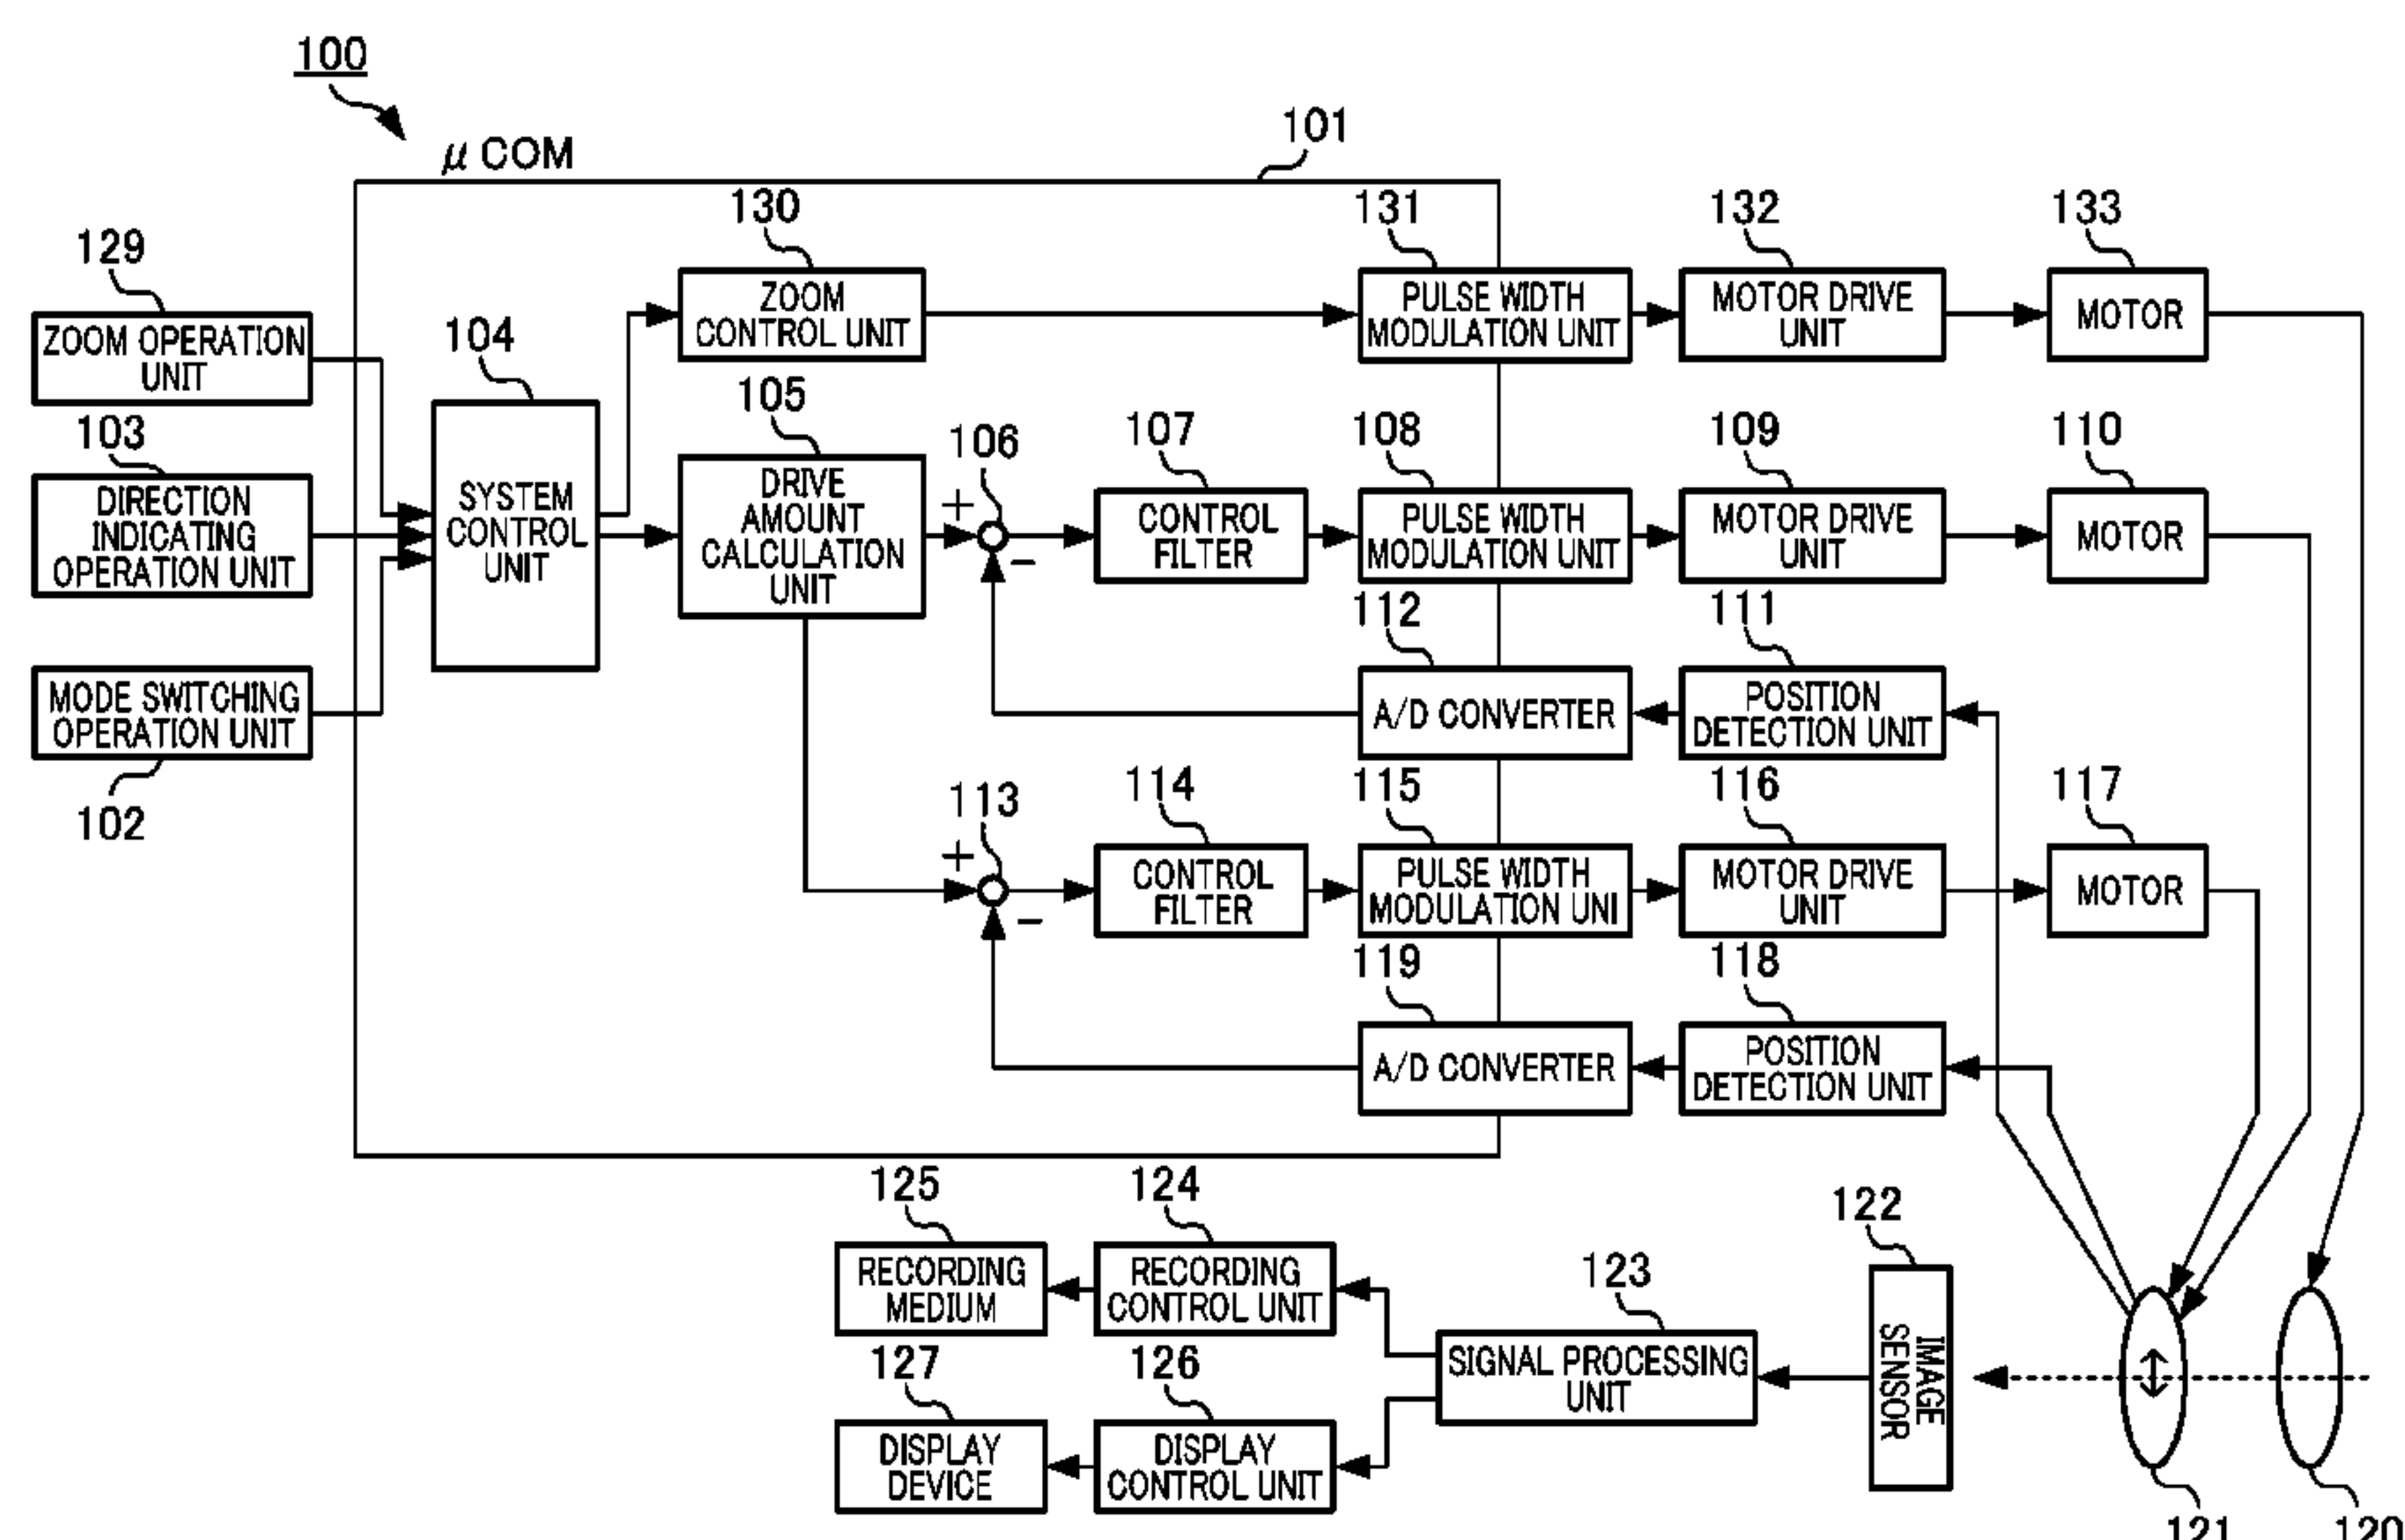 100
μ COM
101
130
131
132
133
129
ZOOM OPERATION
UNIT
104
ZOOM
CONTROL UNIT
PULSE WIDTH
MODULATION UNIT
MOTOR DRIVE
UNIT
MOTOR
103
DIRECTION
INDICATING
OPERATION UNIT
SYSTEM
CONTROL
UNIT
105
DRIVE
AMOUNT
CALCULATION
UNIT
106
+
−
107
CONTROL
FILTER
108
PULSE WIDTH
MODULATION UNIT
109
MOTOR DRIVE
UNIT
110
MOTOR
MODE SWITCHING
OPERATION UNIT
102
112
A/D CONVERTER
111
POSITION
DETECTION UNIT
113
+
−
114
CONTROL
FILTER
115
PULSE WIDTH
MODULATION UNI
116
MOTOR DRIVE
UNIT
117
MOTOR
119
A/D CONVERTER
118
POSITION
DETECTION UNIT
125
RECORDING
MEDIUM
124
RECORDING
CONTROL UNIT
123
SIGNAL PROCESSING
UNIT
122
IMAGE
SENSOR
127
DISPLAY
DEVICE
126
DISPLAY
CONTROL UNIT
121
120